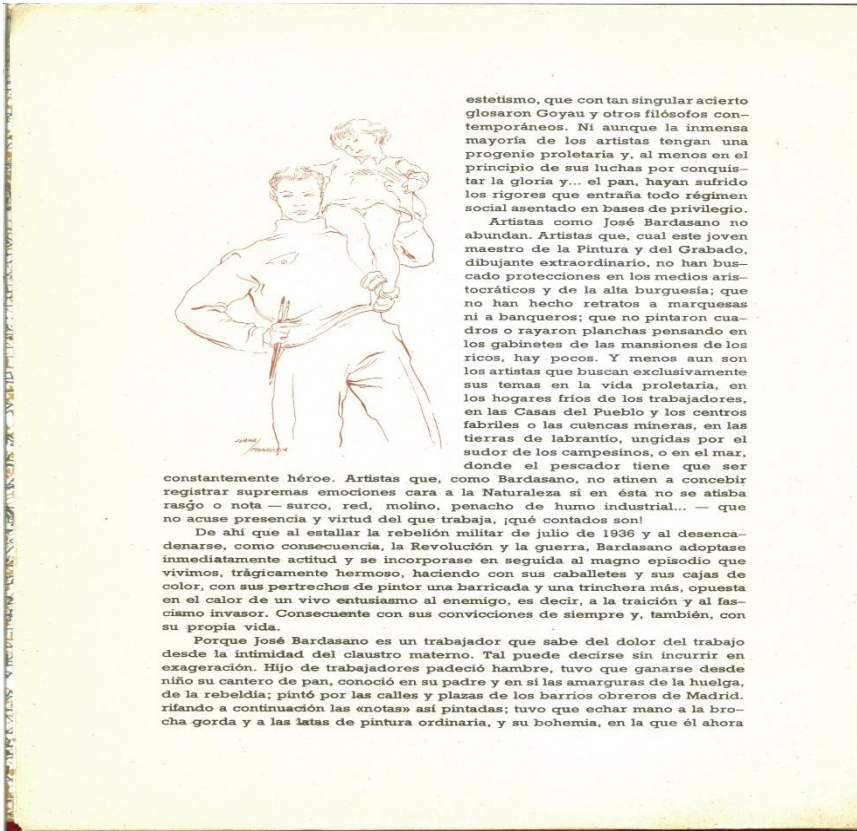 estetismo, que con tan singular acierto
glosaron Goyau y otros filósofos con-
temporáneos. Ni aunque la inmensa
mayoría de los artistas tengan una
progenie proletaria y, al menos en el
principio de sus luchas por conquis-
tar la gloria y... el pan, hayan sufrido
los rigores que entraña todo régimen
social asentado en bases de privilegio.
Artistas como José Bardasano no
abundan. Artistas que, cual este joven
maestro de la Pintura y del Grabado,
dibujante extraordinario, no han bus-
cado protecciones en los medios aris-
tocráticos y de la alta burguesía; que
no han hecho retratos a marquesas
ni a banqueros; que no pintaron cua-
dros o rayaron planchas pensando en
los gabinetes de las mansiones de los
ricos, hay pocos. Y menos aun son
los artistas que buscan exclusivamente
sus temas en la vida proletaria, en
los hogares fríos de los trabajadores,
en las Casas del Pueblo y los centros
fabriles o las cuencas mineras, en las
tierras de labrantío, ungidas por el
sudor de los campesinos, o en el mar,
donde el pescador tiene que ser
constantemente héroe. Artistas que, como Bardasano, no atinen a concebir
registrar supremas emociones cara a la Naturaleza si en ésta no se atisba
rasgo o nota — surco, red, molino, penacho de humo industrial... — que
no acuse presencia y virtud del que trabaja, ¡qué contados son!
De ahí que al estallar la rebelión militar de julio de 1936 y al desenca-
denarse, como consecuencia, la Revolución y la guerra, Bardasano adoptase
inmediatamente actitud y se incorporase en seguida al magno episodio que
vivimos, trágicamente hermoso, haciendo con sus caballetes y sus cajas de
color, con sus pertrechos de pintor una barricada y una trinchera más, opuesta
en el calor de un vivo entusiasmo al enemigo, es decir, a la traición y al fas-
cismo invasor. Consecuente con sus convicciones de siempre y, también, con
su propia vida.
Porque José Bardasano es un trabajador que sabe del dolor del trabajo
desde la intimidad del claustro materno. Tal puede decirse sin incurrir en
exageración. Hijo de trabajadores padeció hambre, tuvo que ganarse desde
niño su cantero de pan, conoció en su padre y en si las amarguras de la huelga,
de la rebeldía; pintó por las calles y plazas de los barrios obreros de Madrid.
rifando a continuación las «notas» así pintadas; tuvo que echar mano a la bro-
cha gorda y a las latas de pintura ordinaria, y su bohemia, en la que él ahora